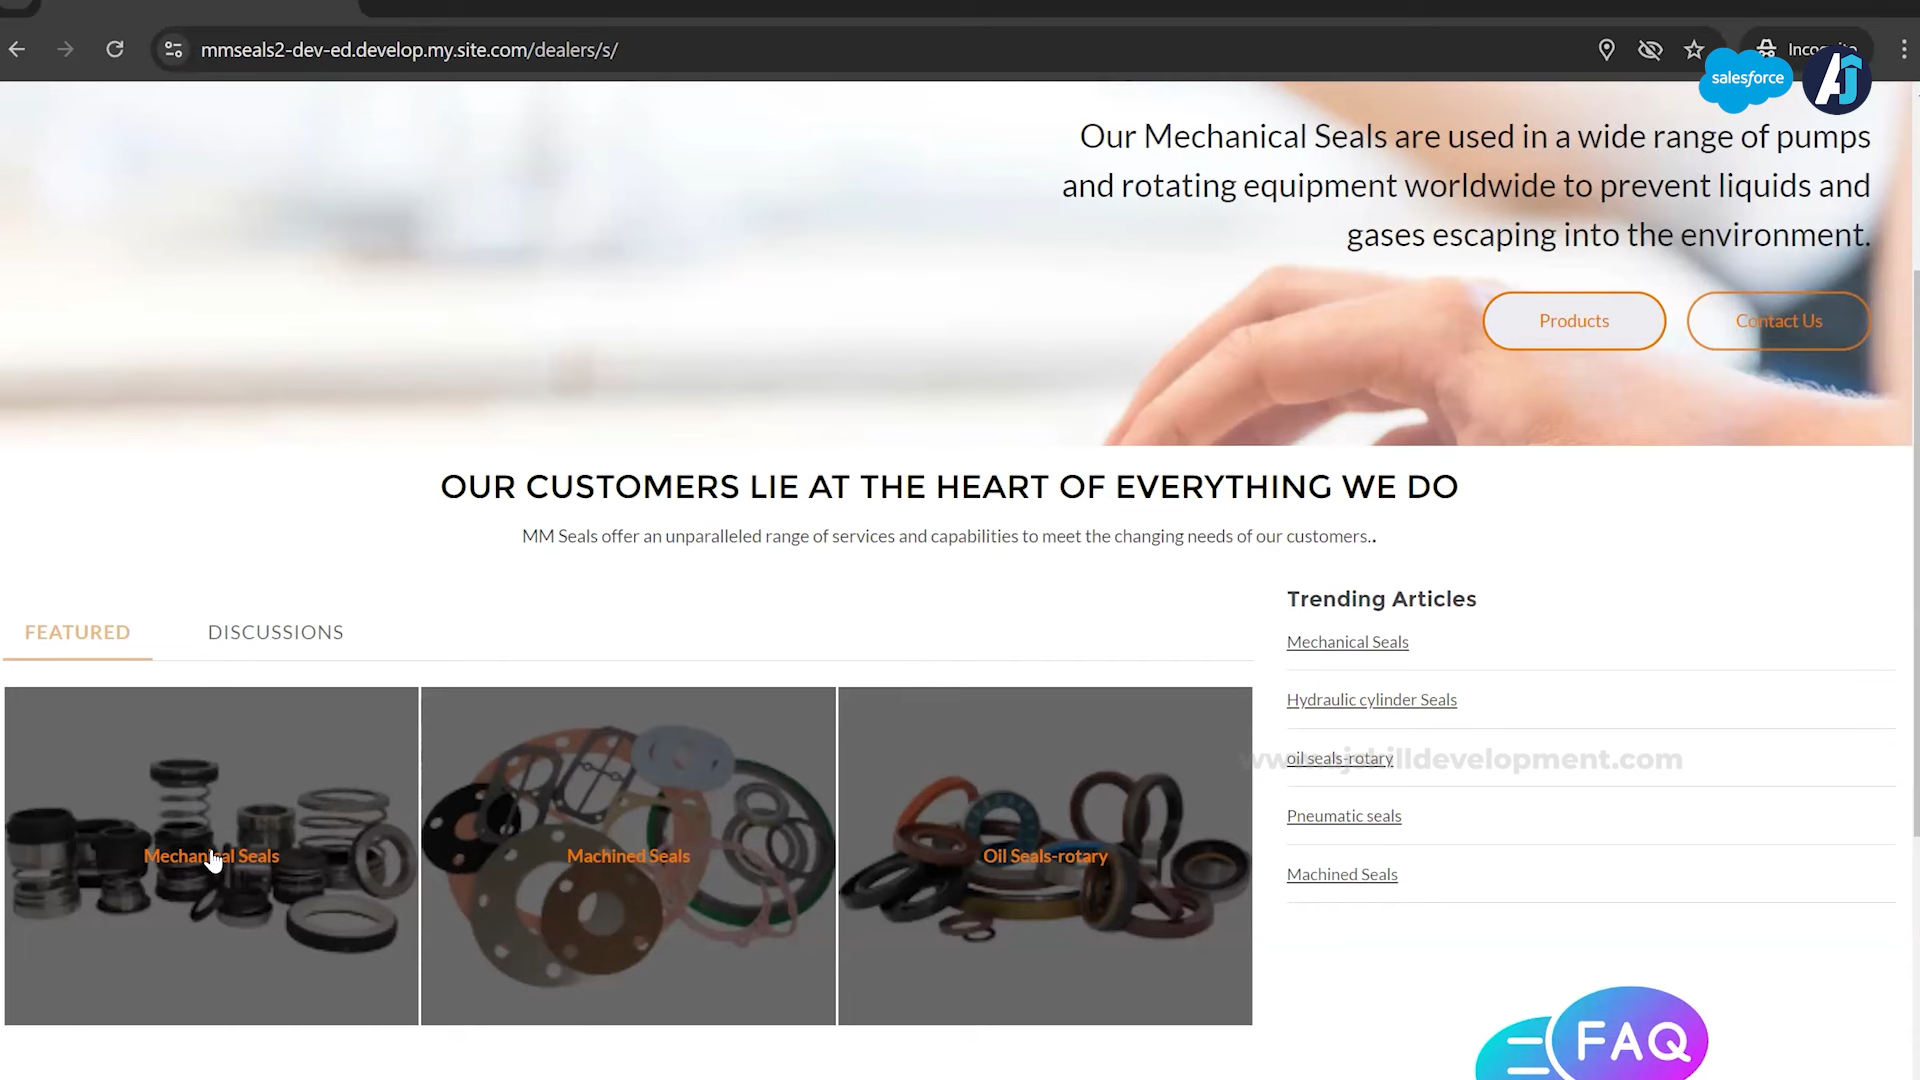 mmseals2-dev-ed.develop.my.site.com/dealers/s/
salesforce
AJ
Our Mechanical Seals are used in a wide range of pumps
and rotating equipment worldwide to prevent liquids and
gases escaping into the environment.
Products
Contact Us
OUR CUSTOMERS LIE AT THE HEART OF EVERYTHING WE DO
MM Seals offer an unparalleled range of services and capabilities to meet the changing needs of our customers..
FEATURED
DISCUSSIONS
Mechanical Seals
Machined Seals
Oil Seals-rotary
Trending Articles
Mechanical Seals
Hydraulic cylinder Seals
oil seals-rotary
Pneumatic seals
Machined Seals
FAQ